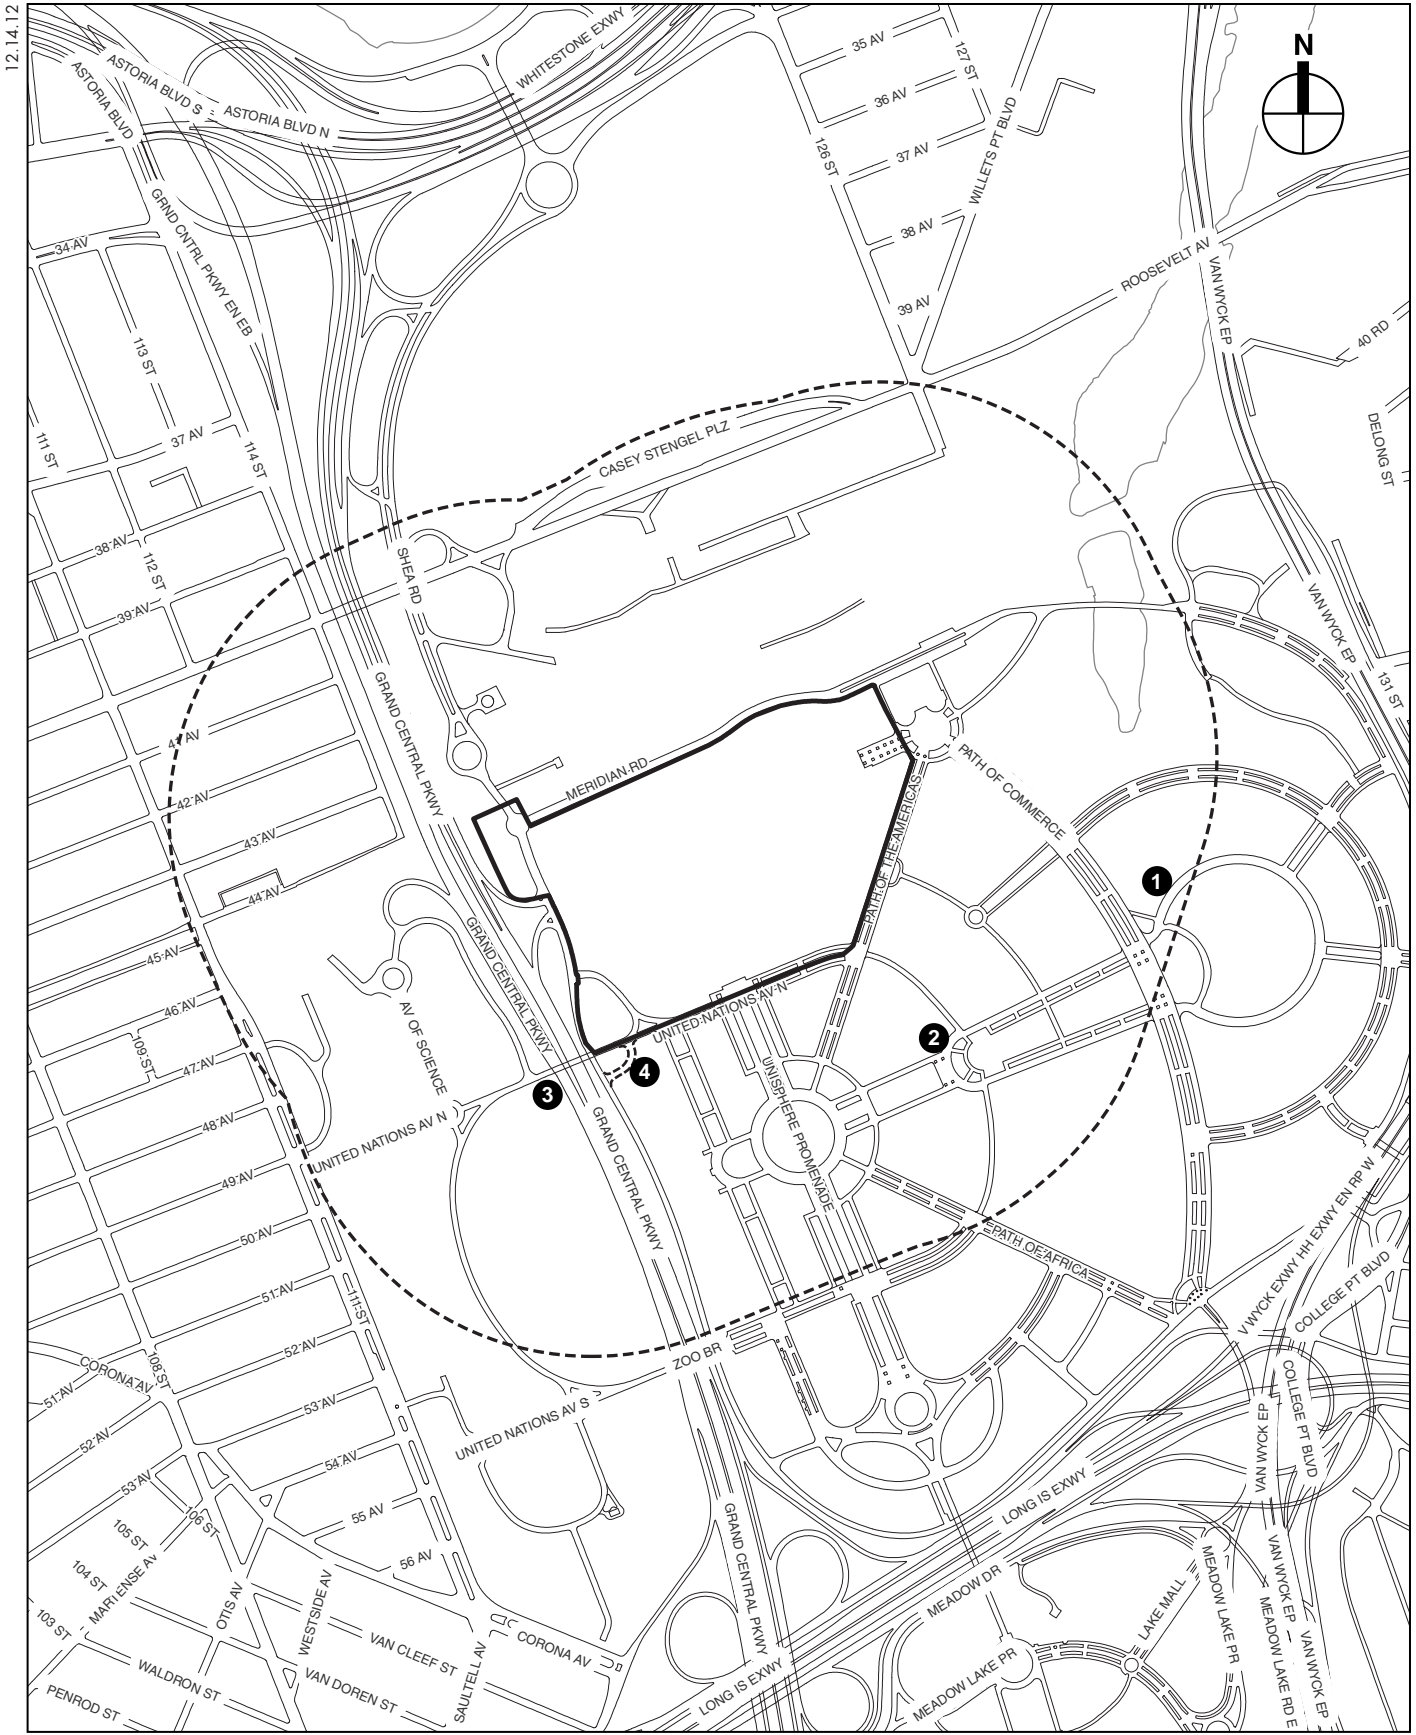 12.14.12
N
ASTORIA BLVD
ASTORIA BLVD S
ASTORIA BLVD N
WHITESTONE EXWY
35 AV
127 ST
36 AV
126 ST
37 AV
WILLETS PT BLVD
38 AV
39 AV
ROOSEVELT AV
VAN WYCK EP
40 RD
DELONG ST
GRND CNTRL PKWY EN EB
34 AV
113 ST
37 AV
111 ST
114 ST
CASEY STENGEL PLZ
38 AV
112 ST
SHEA RD
39 AV
VAN WYCK EP
131 ST
GRAND CENTRAL PKWY
41 AV
MERIDIAN RD
PATH OF COMMERCE
42 AV
PATH OF THE AMERICAS
43 AV
1
44 AV
GRAND CENTRAL PKWY
45 AV
46 AV
AV OF SCIENCE
UNITED NATIONS AV N
109 ST
47 AV
2
3
4
48 AV
UNITED NATIONS AV N
UNISPHERE PROMENADE
GRAND CENTRAL PKWY
49 AV
50 AV
PATH OF AFRICA
V WYCK EXWY HH EXWY EN RP W
COLLEGE PT BLVD
51 AV
111 ST
52 AV
ZOO BR
CORONA AV
108 ST
51 AV
53 AV
UNITED NATIONS AV S
COLLEGE PT BLVD
VAN WYCK EP
52 AV
54 AV
53 AV
LONG IS EXWY
106 ST
55 AV
105 ST
56 AV
GRAND CENTRAL PKWY
104 ST
OTIS AV
WESTSIDE AV
MEADOW DR
LAKE MALL
MEADOW LAKE PR
VAN WYCK EP
103 ST
VAN CLEEF ST
CORONA AV
WALDRON ST
VAN DOREN ST
SAULTELL AV
LONG IS EXWY
MEADOW LAKE PR
MEADOW LAKE RD E
VAN WYCK EP
PENROD ST